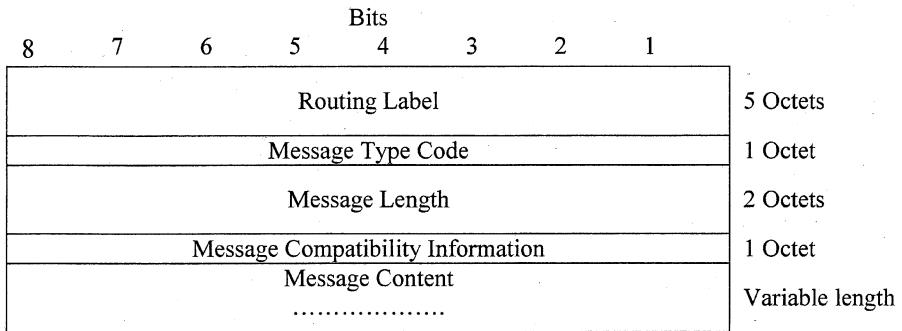 Bits
8 7 6 5 4 3 2 1
Routing Label 5 Octets
Message Type Code 1 Octet
Message Length 2 Octets
Message Compatibility Information 1 Octet
Message Content
Variable length
..................